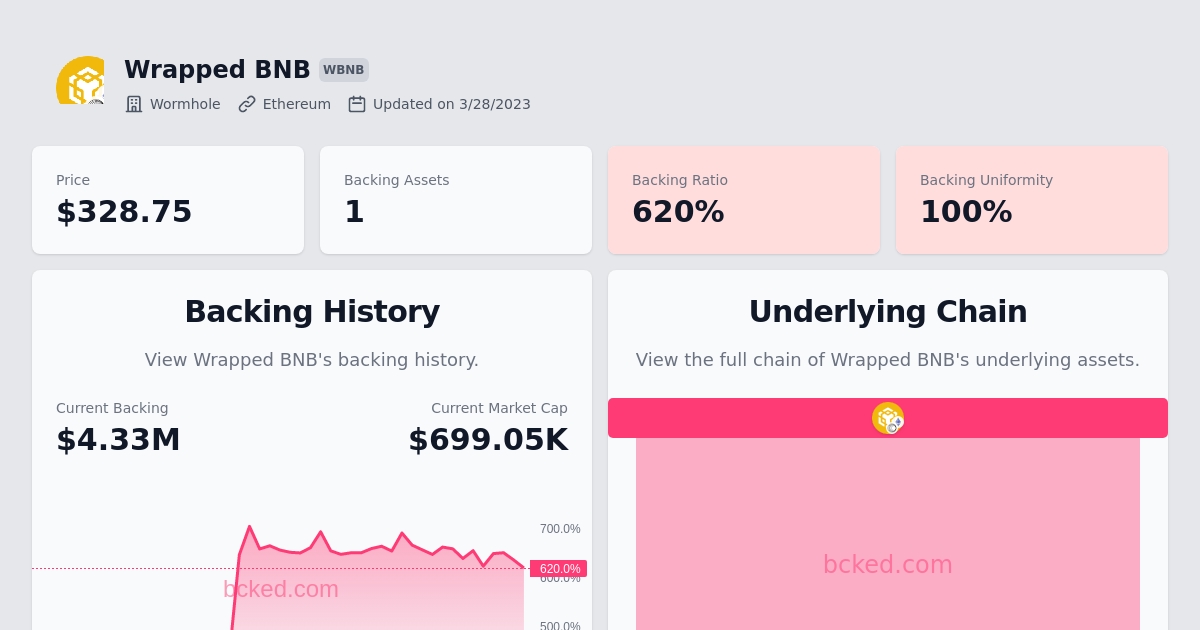 Wrapped BNB WBNB
Wormhole Ethereum Updated on 3/28/2023
Price
$328.75
Backing Assets
1
Backing Ratio
620%
Backing Uniformity
100%
Backing History
View Wrapped BNB's backing history.
Current Backing
$4.33M
Current Market Cap
$699.05K
700.0%
620.0%
600.0%
500.0%
bcked.com
Underlying Chain
View the full chain of Wrapped BNB's underlying assets.
bcked.com